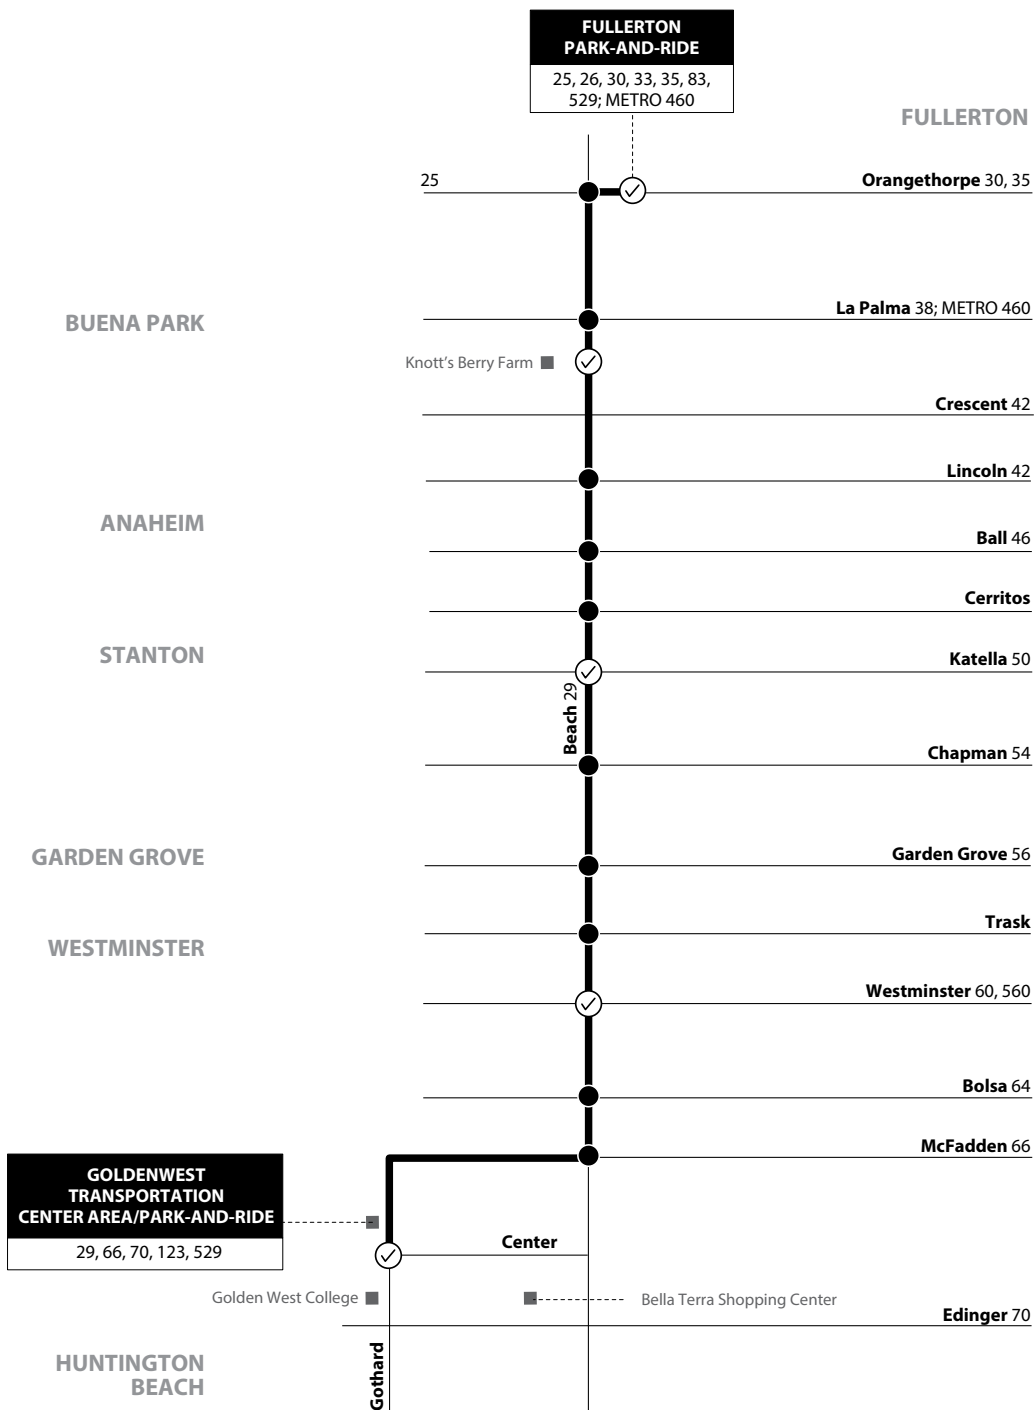 FULLERTON
PARK-AND-RIDE
25, 26, 30, 33, 35, 83,
529; METRO 460
FULLERTON
25
Orangethorpe 30, 35
La Palma 38; METRO 460
BUENA PARK
Knott's Berry Farm
Crescent 42
Lincoln 42
ANAHEIM
Ball 46
Cerritos
STANTON
Katella 50
Beach 29
Chapman 54
GARDEN GROVE
Garden Grove 56
Trask
WESTMINSTER
Westminster 60, 560
Bolsa 64
McFadden 66
GOLDENWEST
TRANSPORTATION
CENTER AREA/PARK-AND-RIDE
29, 66, 70, 123, 529
Center
Golden West College
Bella Terra Shopping Center
Edinger 70
HUNTINGTON
BEACH
Gothard